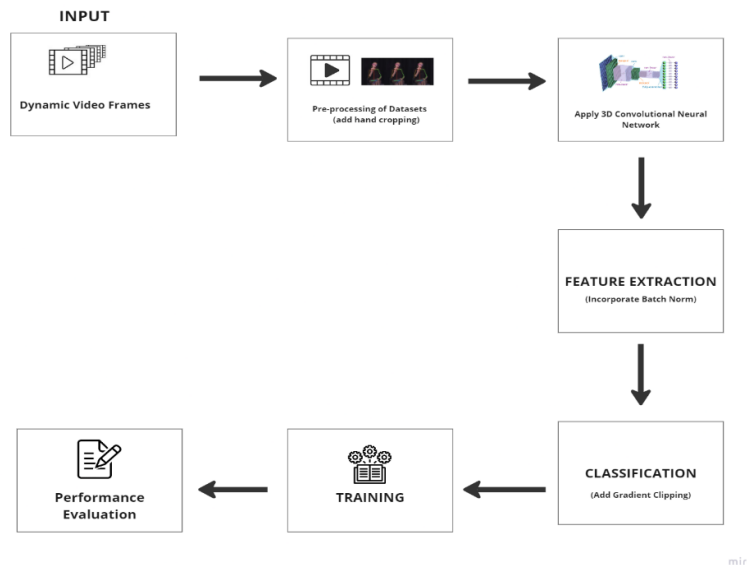 INPUT
Dynamic Video Frames
Pre-processing of Datasets
(add hand cropping)
Apply 3D Convolutional Neural
Network
FEATURE EXTRACTION
(Incorporate Batch Norm)
CLASSIFICATION
(Add Gradient Clipping)
TRAINING
Performance
Evaluation
mir